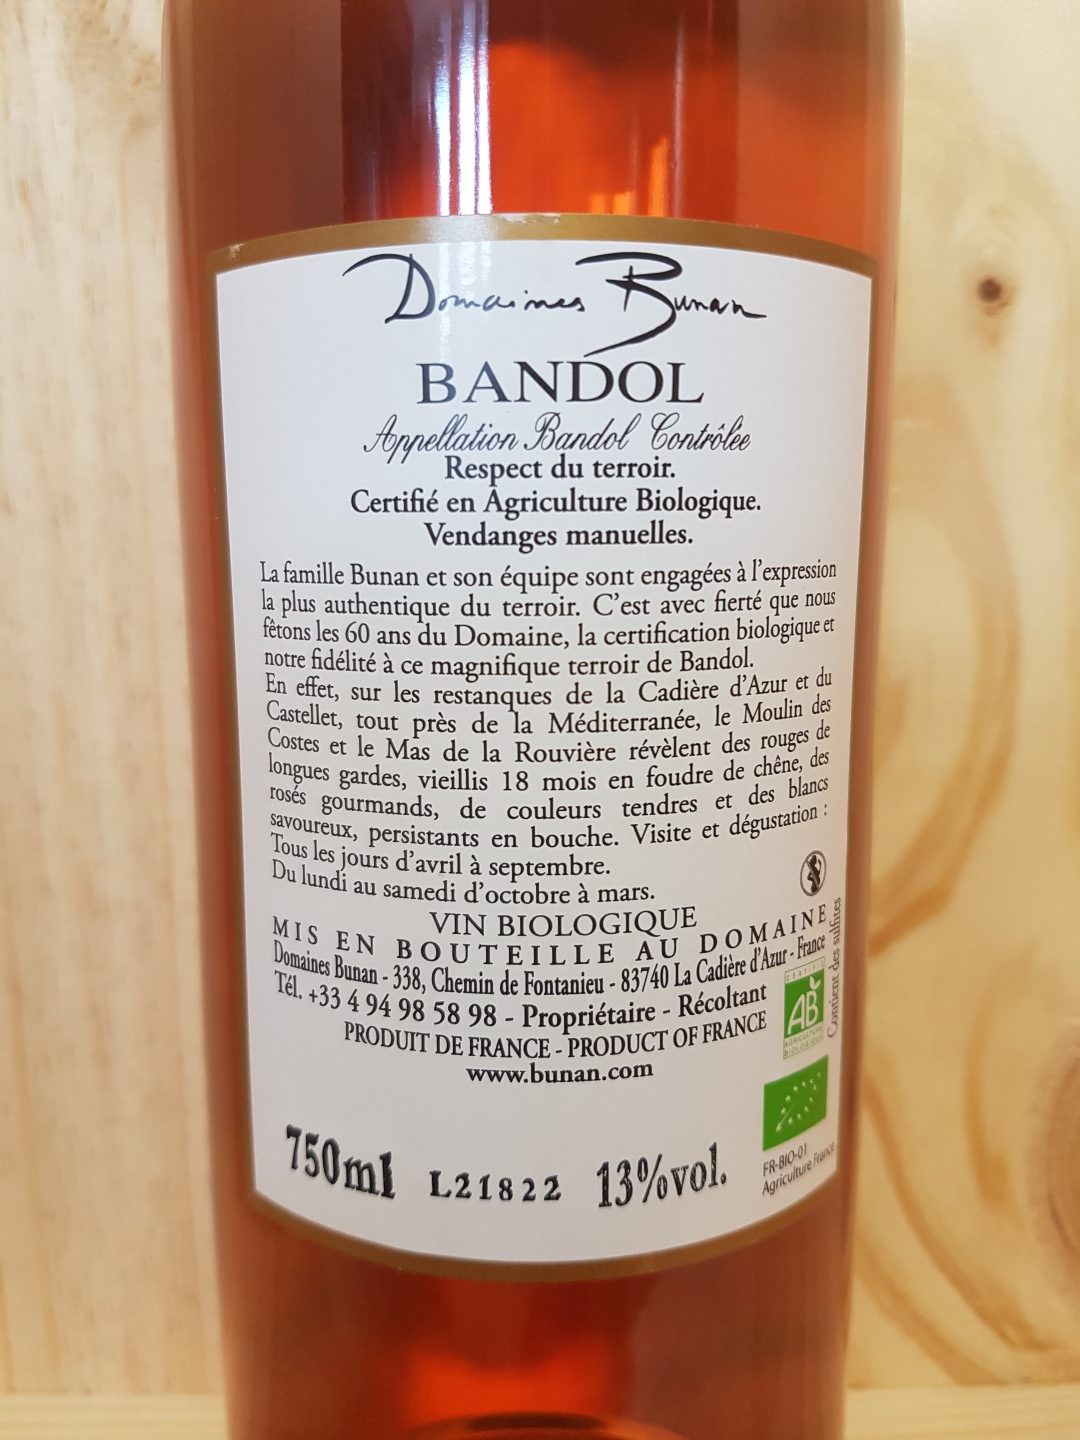 Domaines Bunan
BANDOL
Appellation Bandol Contrôlée
Respect du terroir.
Certifié en Agriculture Biologique.
Vendanges manuelles.
La famille Bunan et son équipe sont engagées à l'expression
la plus authentique du terroir. C'est avec fierté que nous
fêtons les 60 ans du Domaine, la certification biologique et
notre fidélité à ce magnifique terroir de Bandol.
En effet, sur les restanques de la Cadière d'Azur et du
Castellet, tout près de la Méditerranée, le Moulin des
Costes et le Mas de la Rouvière révèlent des rouges de
longues gardes, vieillis 18 mois en foudre de chêne, des
rosés gourmands, de couleurs tendres et des blancs
savoureux, persistants en bouche. Visite et dégustation :
Tous les jours d'avril à septembre.
Du lundi au samedi d'octobre à mars.
VIN BIOLOGIQUE
MIS EN BOUTEILLE AU DOMAINE
Domaines Bunan - 338, Chemin de Fontanieu - 83740 La Cadière d'Azur - France
Tél. +33 4 94 98 58 98 - Propriétaire - Récoltant
PRODUIT DE FRANCE - PRODUCT OF FRANCE
www.bunan.com
Contient des sulfites
CERTIFIÉ
AB
AGRICULTURE
BIOLOGIQUE
FR-BIO-01
Agriculture France
750ml L21822 13%vol.